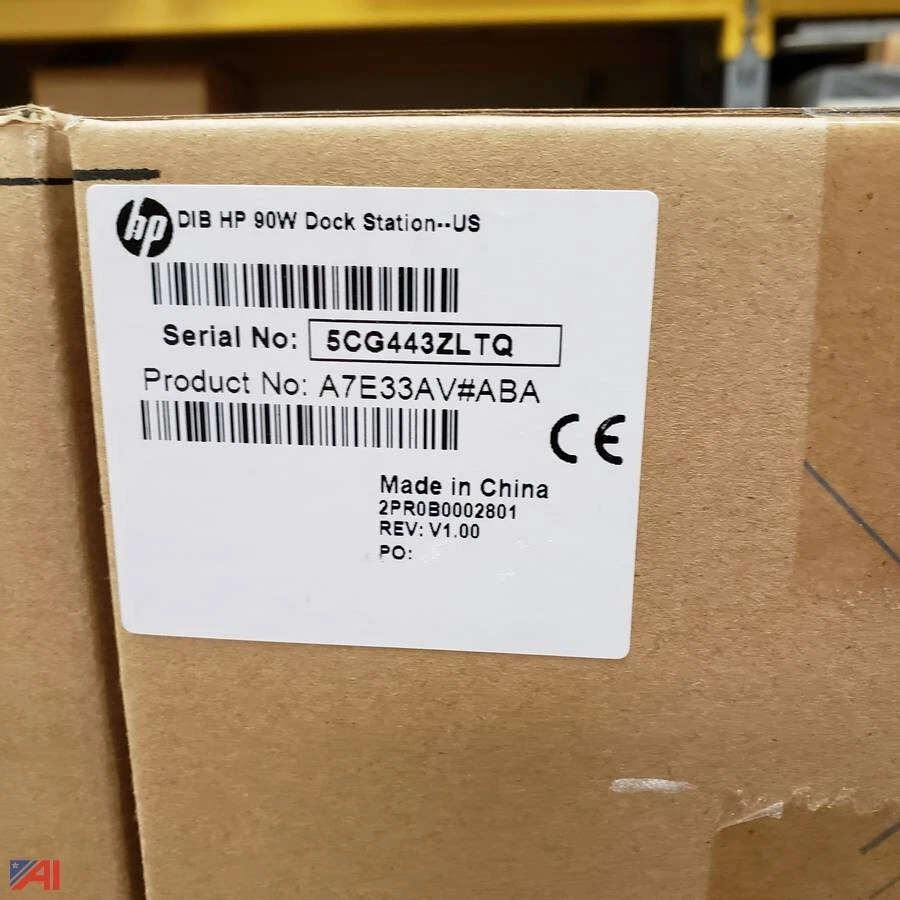 hp DIB HP 90W Dock Station--US
Serial No: 5CG443ZLTQ
Product No: A7E33AV#ABA
CE
Made in China
2PR0B0002801
REV: V1.00
PO:
AI